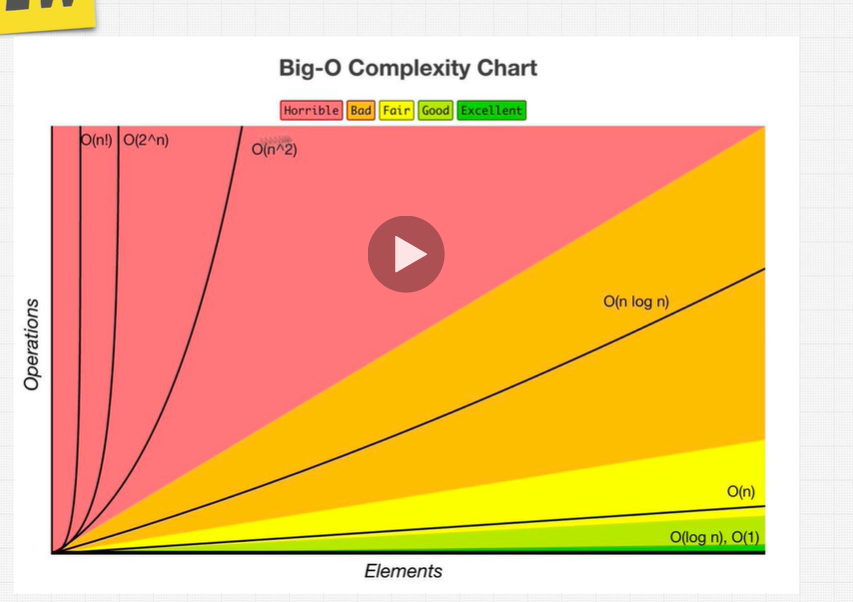 Big-O Complexity Chart
Horrible Bad Fair Good Excellent
O(n!) O(2^n)
O(n^2)
O(n log n)
O(n)
O(log n), O(1)
Operations
Elements